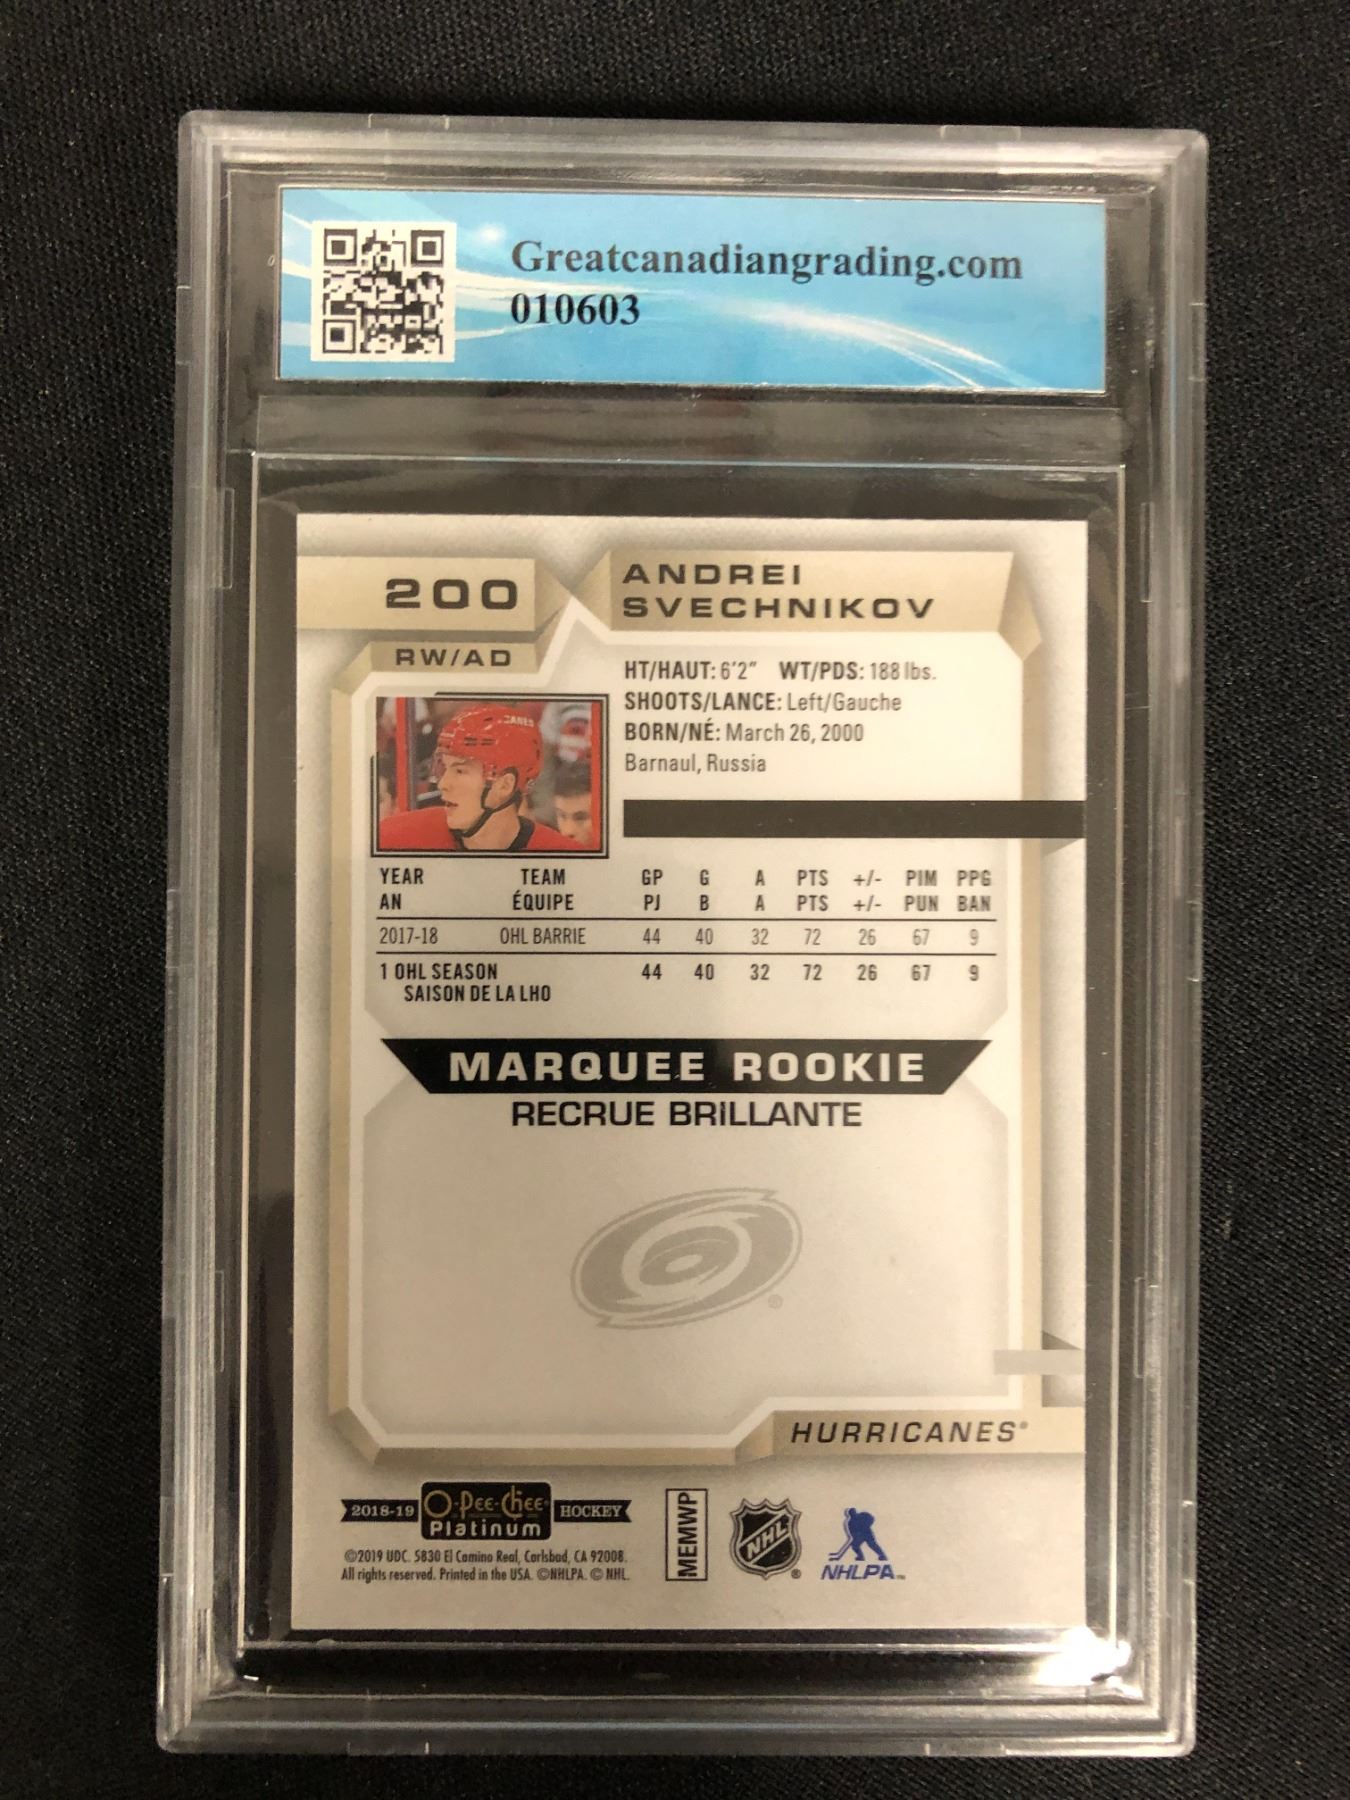 Greatcanadiangrading.com
010603
200
ANDREI
SVECHNIKOV
RW/AD
HT/HAUT: 6'2" WT/PDS: 188 lbs.
SHOOTS/LANCE: Left/Gauche
BORN/NÉ: March 26, 2000
Barnaul, Russia
CANES
YEAR TEAM GP G A PTS +/- PIM PPG
AN ÉQUIPE PJ B A PTS +/- PUN BAN
2017-18 OHL BARRIE 44 40 32 72 26 67 9
1 OHL SEASON 44 40 32 72 26 67 9
SAISON DE LA LHO
MARQUEE ROOKIE
RECRUE BRILLANTE
®
HURRICANES®
2018-19 O-Pee-Chee® HOCKEY
Platinum
©2019 UDC. 5830 El Camino Real, Carlsbad, CA 92008.
All rights reserved. Printed in the USA. ©NHLPA. © NHL.
MEMWP
NHL ®
NHLPA™